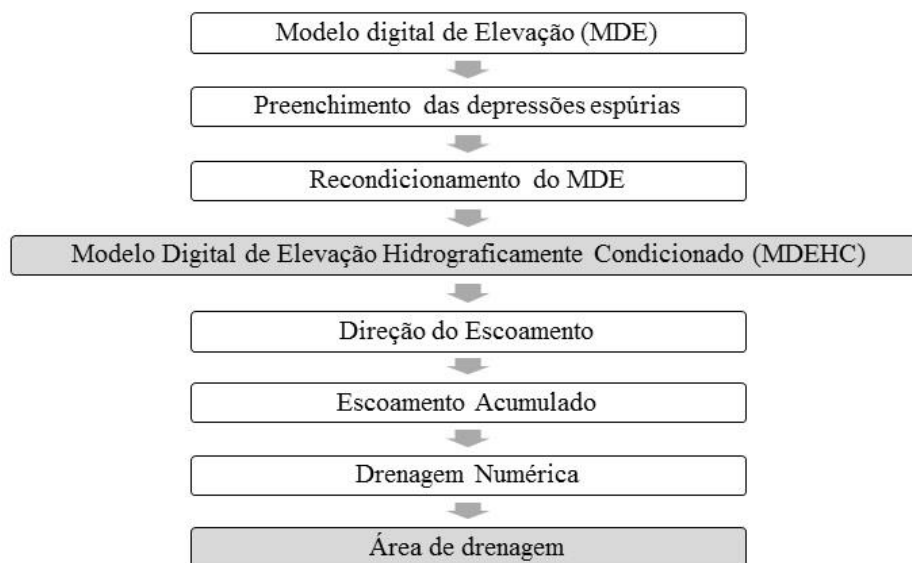 Modelo digital de Elevação (MDE)
Preenchimento das depressões espúrias
Recondicionamento do MDE
Modelo Digital de Elevação Hidrograficamente Condicionado (MDEHC)
Direção do Escoamento
Escoamento Acumulado
Drenagem Numérica
Área de drenagem